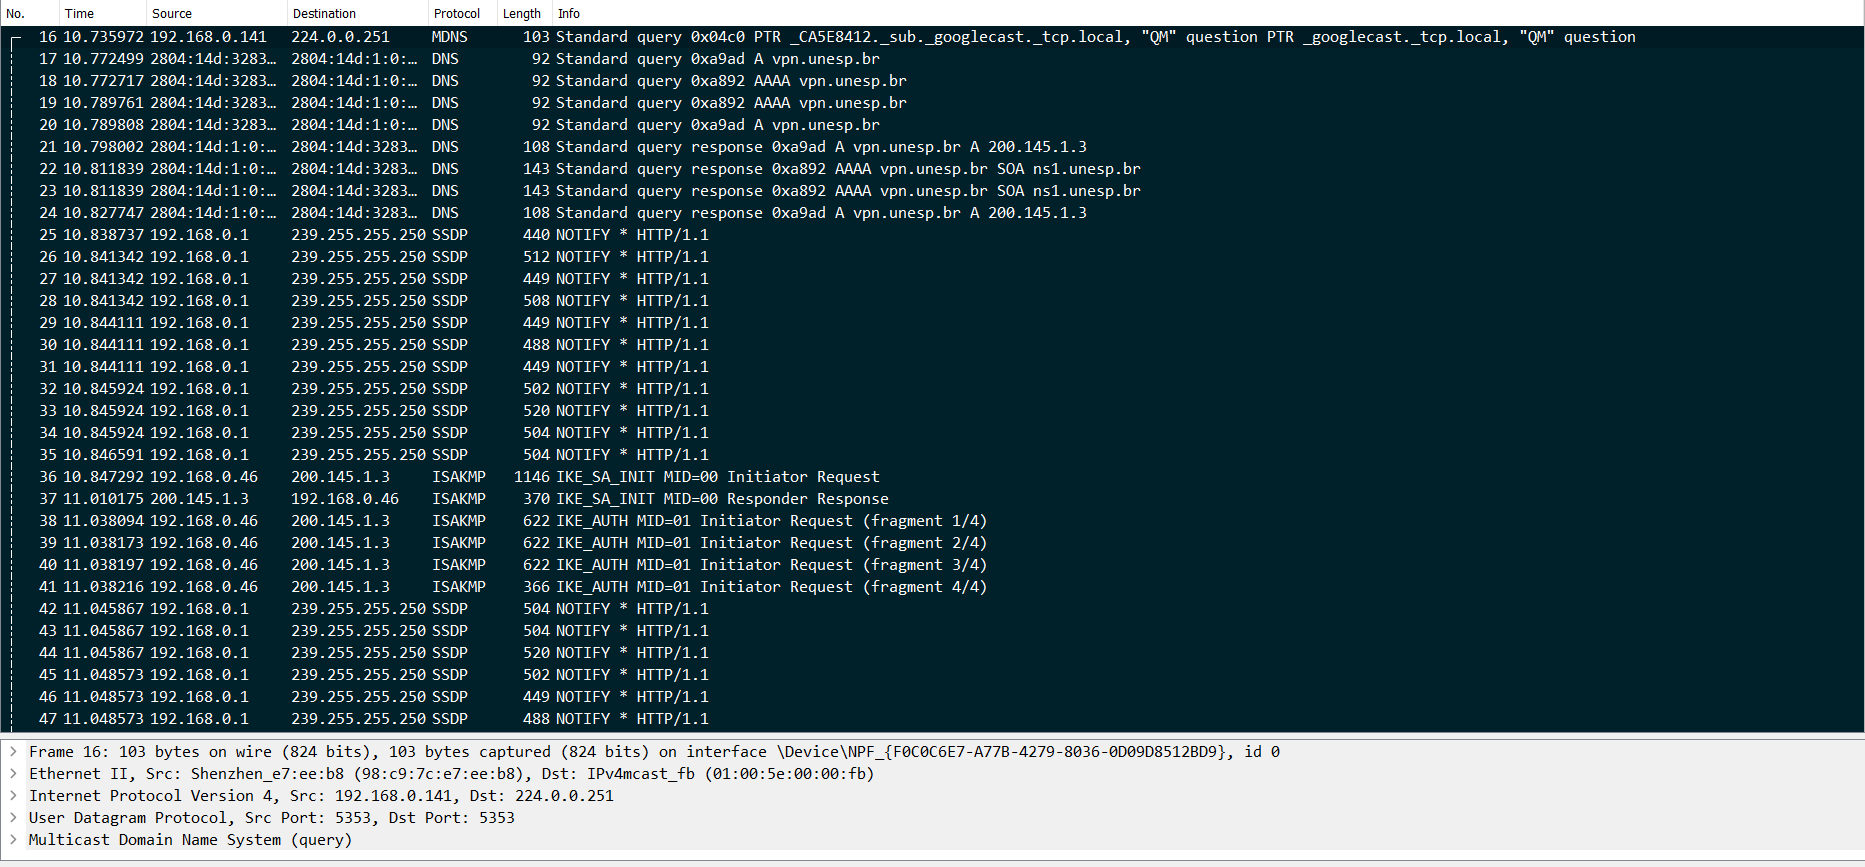 No. Time Source Destination Protocol Length Info
16 10.735972 192.168.0.141 224.0.0.251 MDNS 103 Standard query 0x04c0 PTR _CA5E8412._sub._googlecast._tcp.local, "QM" question PTR _googlecast._tcp.local, "QM" question
17 10.772499 2804:14d:3283… 2804:14d:1:0:… DNS 92 Standard query 0xa9ad A vpn.unesp.br
18 10.772717 2804:14d:3283… 2804:14d:1:0:… DNS 92 Standard query 0xa892 AAAA vpn.unesp.br
19 10.789761 2804:14d:3283… 2804:14d:1:0:… DNS 92 Standard query 0xa892 AAAA vpn.unesp.br
20 10.789808 2804:14d:3283… 2804:14d:1:0:… DNS 92 Standard query 0xa9ad A vpn.unesp.br
21 10.798002 2804:14d:1:0:… 2804:14d:3283… DNS 108 Standard query response 0xa9ad A vpn.unesp.br A 200.145.1.3
22 10.811839 2804:14d:1:0:… 2804:14d:3283… DNS 143 Standard query response 0xa892 AAAA vpn.unesp.br SOA ns1.unesp.br
23 10.811839 2804:14d:1:0:… 2804:14d:3283… DNS 143 Standard query response 0xa892 AAAA vpn.unesp.br SOA ns1.unesp.br
24 10.827747 2804:14d:1:0:… 2804:14d:3283… DNS 108 Standard query response 0xa9ad A vpn.unesp.br A 200.145.1.3
25 10.838737 192.168.0.1 239.255.255.250 SSDP 440 NOTIFY * HTTP/1.1
26 10.841342 192.168.0.1 239.255.255.250 SSDP 512 NOTIFY * HTTP/1.1
27 10.841342 192.168.0.1 239.255.255.250 SSDP 449 NOTIFY * HTTP/1.1
28 10.841342 192.168.0.1 239.255.255.250 SSDP 508 NOTIFY * HTTP/1.1
29 10.844111 192.168.0.1 239.255.255.250 SSDP 449 NOTIFY * HTTP/1.1
30 10.844111 192.168.0.1 239.255.255.250 SSDP 488 NOTIFY * HTTP/1.1
31 10.844111 192.168.0.1 239.255.255.250 SSDP 449 NOTIFY * HTTP/1.1
32 10.845924 192.168.0.1 239.255.255.250 SSDP 502 NOTIFY * HTTP/1.1
33 10.845924 192.168.0.1 239.255.255.250 SSDP 520 NOTIFY * HTTP/1.1
34 10.845924 192.168.0.1 239.255.255.250 SSDP 504 NOTIFY * HTTP/1.1
35 10.846591 192.168.0.1 239.255.255.250 SSDP 504 NOTIFY * HTTP/1.1
36 10.847292 192.168.0.46 200.145.1.3 ISAKMP 1146 IKE_SA_INIT MID=00 Initiator Request
37 11.010175 200.145.1.3 192.168.0.46 ISAKMP 370 IKE_SA_INIT MID=00 Responder Response
38 11.038094 192.168.0.46 200.145.1.3 ISAKMP 622 IKE_AUTH MID=01 Initiator Request (fragment 1/4)
39 11.038173 192.168.0.46 200.145.1.3 ISAKMP 622 IKE_AUTH MID=01 Initiator Request (fragment 2/4)
40 11.038197 192.168.0.46 200.145.1.3 ISAKMP 622 IKE_AUTH MID=01 Initiator Request (fragment 3/4)
41 11.038216 192.168.0.46 200.145.1.3 ISAKMP 366 IKE_AUTH MID=01 Initiator Request (fragment 4/4)
42 11.045867 192.168.0.1 239.255.255.250 SSDP 504 NOTIFY * HTTP/1.1
43 11.045867 192.168.0.1 239.255.255.250 SSDP 504 NOTIFY * HTTP/1.1
44 11.045867 192.168.0.1 239.255.255.250 SSDP 520 NOTIFY * HTTP/1.1
45 11.048573 192.168.0.1 239.255.255.250 SSDP 502 NOTIFY * HTTP/1.1
46 11.048573 192.168.0.1 239.255.255.250 SSDP 449 NOTIFY * HTTP/1.1
47 11.048573 192.168.0.1 239.255.255.250 SSDP 488 NOTIFY * HTTP/1.1
Frame 16: 103 bytes on wire (824 bits), 103 bytes captured (824 bits) on interface \Device\NPF_{F0C0C6E7-A77B-4279-8036-0D09D8512BD9}, id 0
Ethernet II, Src: Shenzhen_e7:ee:b8 (98:c9:7c:e7:ee:b8), Dst: IPv4mcast_fb (01:00:5e:00:00:fb)
Internet Protocol Version 4, Src: 192.168.0.141, Dst: 224.0.0.251
User Datagram Protocol, Src Port: 5353, Dst Port: 5353
Multicast Domain Name System (query)